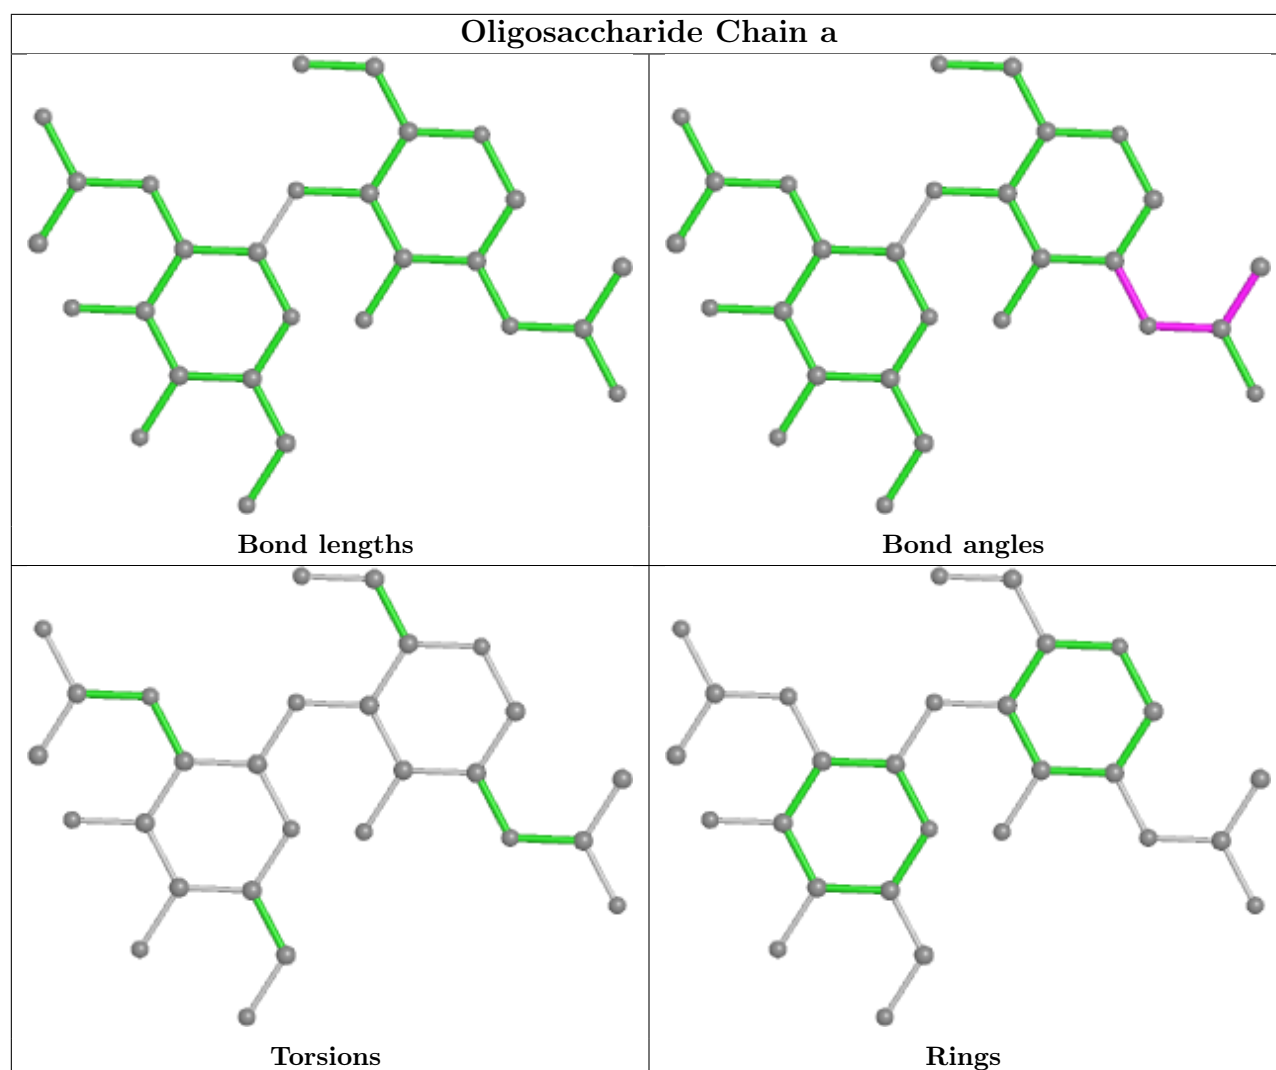 Oligosaccharide Chain a
Bond lengths
Bond angles
Torsions
Rings